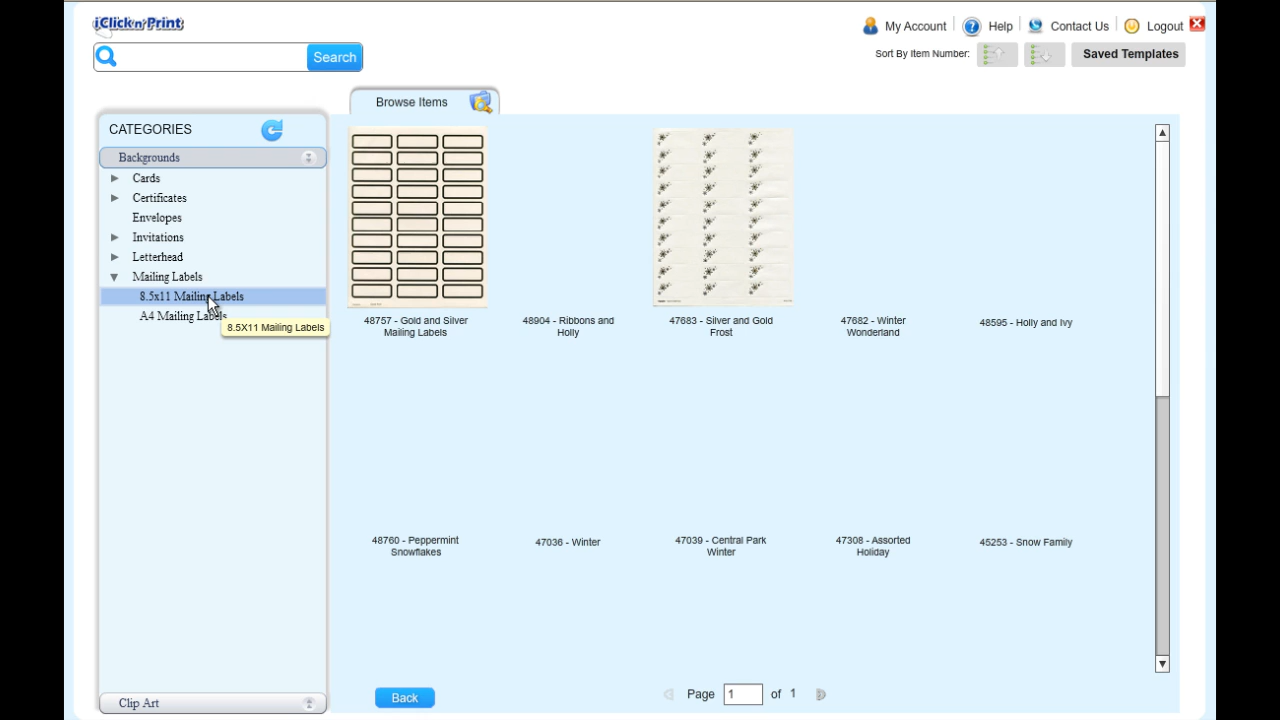 iClick'n'Print
My Account
Help
Contact Us
Logout
Search
Sort By Item Number:
Saved Templates
Browse Items
CATEGORIES
Backgrounds
Cards
Certificates
Envelopes
Invitations
Letterhead
Mailing Labels
8.5x11 Mailing Labels
A4 Mailing Labels
8.5X11 Mailing Labels
Clip Art
48757 - Gold and Silver
Mailing Labels
48904 - Ribbons and
Holly
47683 - Silver and Gold
Frost
47682 - Winter
Wonderland
48595 - Holly and Ivy
48760 - Peppermint
Snowflakes
47036 - Winter
47039 - Central Park
Winter
47308 - Assorted
Holiday
45253 - Snow Family
Back
Page 1 of 1